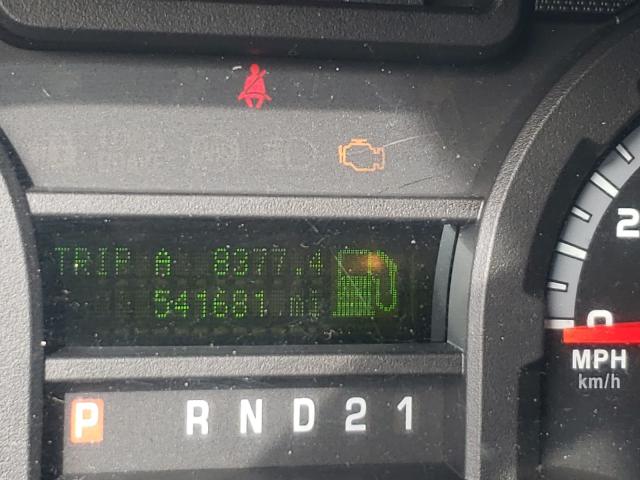 TRIP A 8377.4
541681 mi
P R N D 2 1
2
0
MPH
km/h